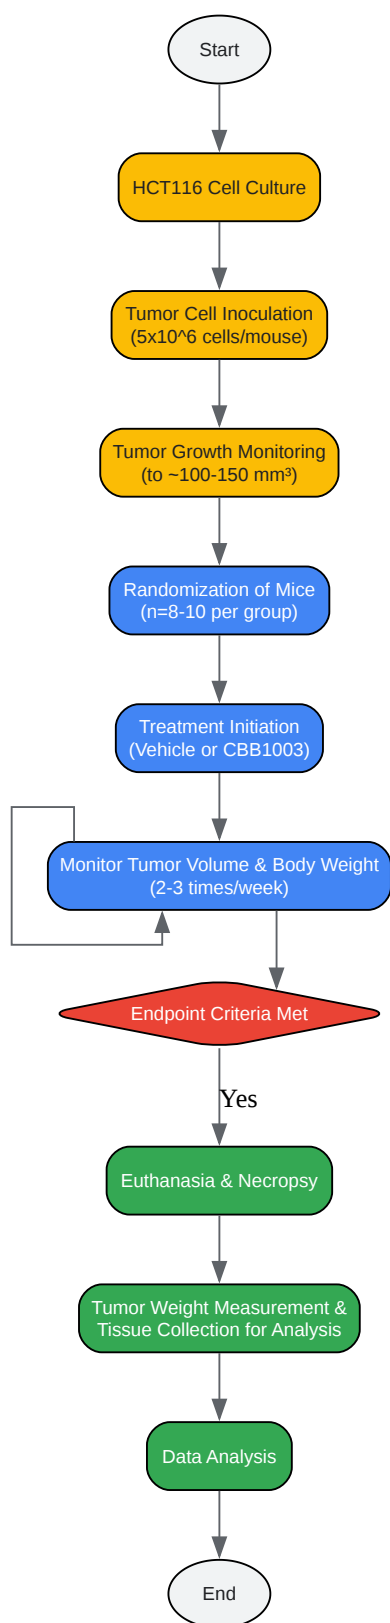 Start
HCT116 Cell Culture
Tumor Cell Inoculation
(5x10^6 cells/mouse)
Tumor Growth Monitoring
(to ~100-150 mm³)
Randomization of Mice
(n=8-10 per group)
Treatment Initiation
(Vehicle or CBB1003)
Monitor Tumor Volume & Body Weight
(2-3 times/week)
Endpoint Criteria Met
Yes
Euthanasia & Necropsy
Tumor Weight Measurement &
Tissue Collection for Analysis
Data Analysis
End